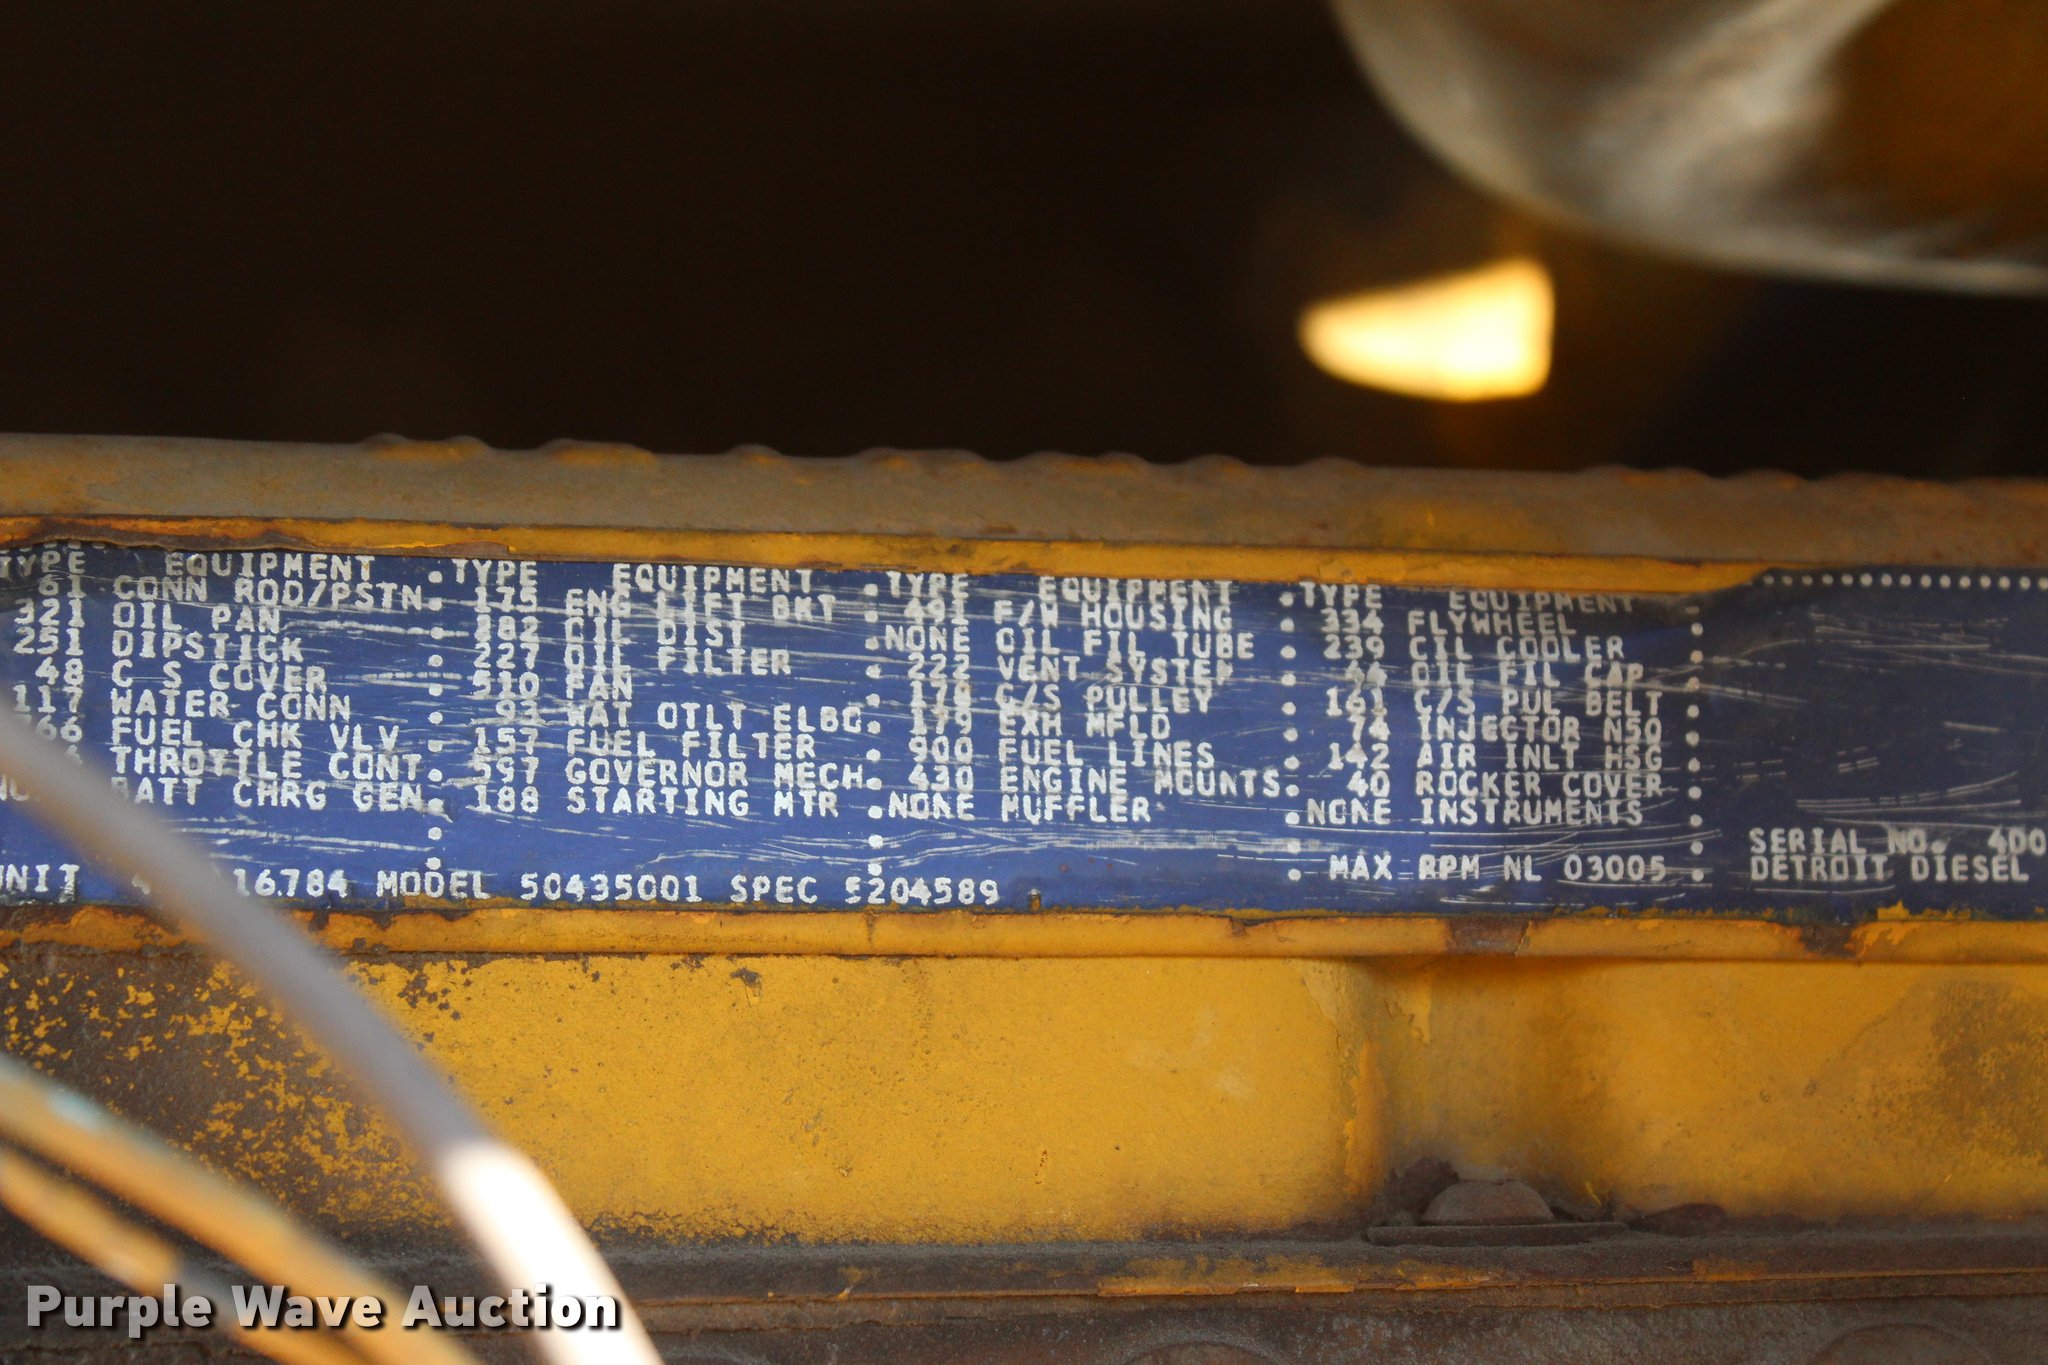 TYPE EQUIPMENT TYPE EQUIPMENT TYPE EQUIPMENT TYPE EQUIPMENT
61 CONN ROD/PSTN 175 ENG LIFT BKT 491 F/W HOUSING 334 FLYWHEEL
321 OIL PAN 382 OIL DIST NONE OIL FIL TUBE 239 OIL COOLER
251 DIPSTICK 227 OIL FILTER 222 VENT SYSTEM 44 OIL FIL CAP
48 C S COVER 510 FAN 178 C/S PULLEY 161 C/S PUL BELT
117 WATER CONN 93 WAT OTLT ELBO 179 EXH MFLD 74 INJECTOR N50
66 FUEL CHK VLV 157 FUEL FILTER 900 FUEL LINES 142 AIR INLT HSG
THROTTLE CONT 597 GOVERNOR MECH 430 ENGINE MOUNTS 40 ROCKER COVER
BATT CHRG GEN 188 STARTING MTR NONE MUFFLER NONE INSTRUMENTS
UNIT 16784 MODEL 50435001 SPEC 5204589 MAX RPM NL 03005
SERIAL NO. 400
DETROIT DIESEL
Purple Wave Auction